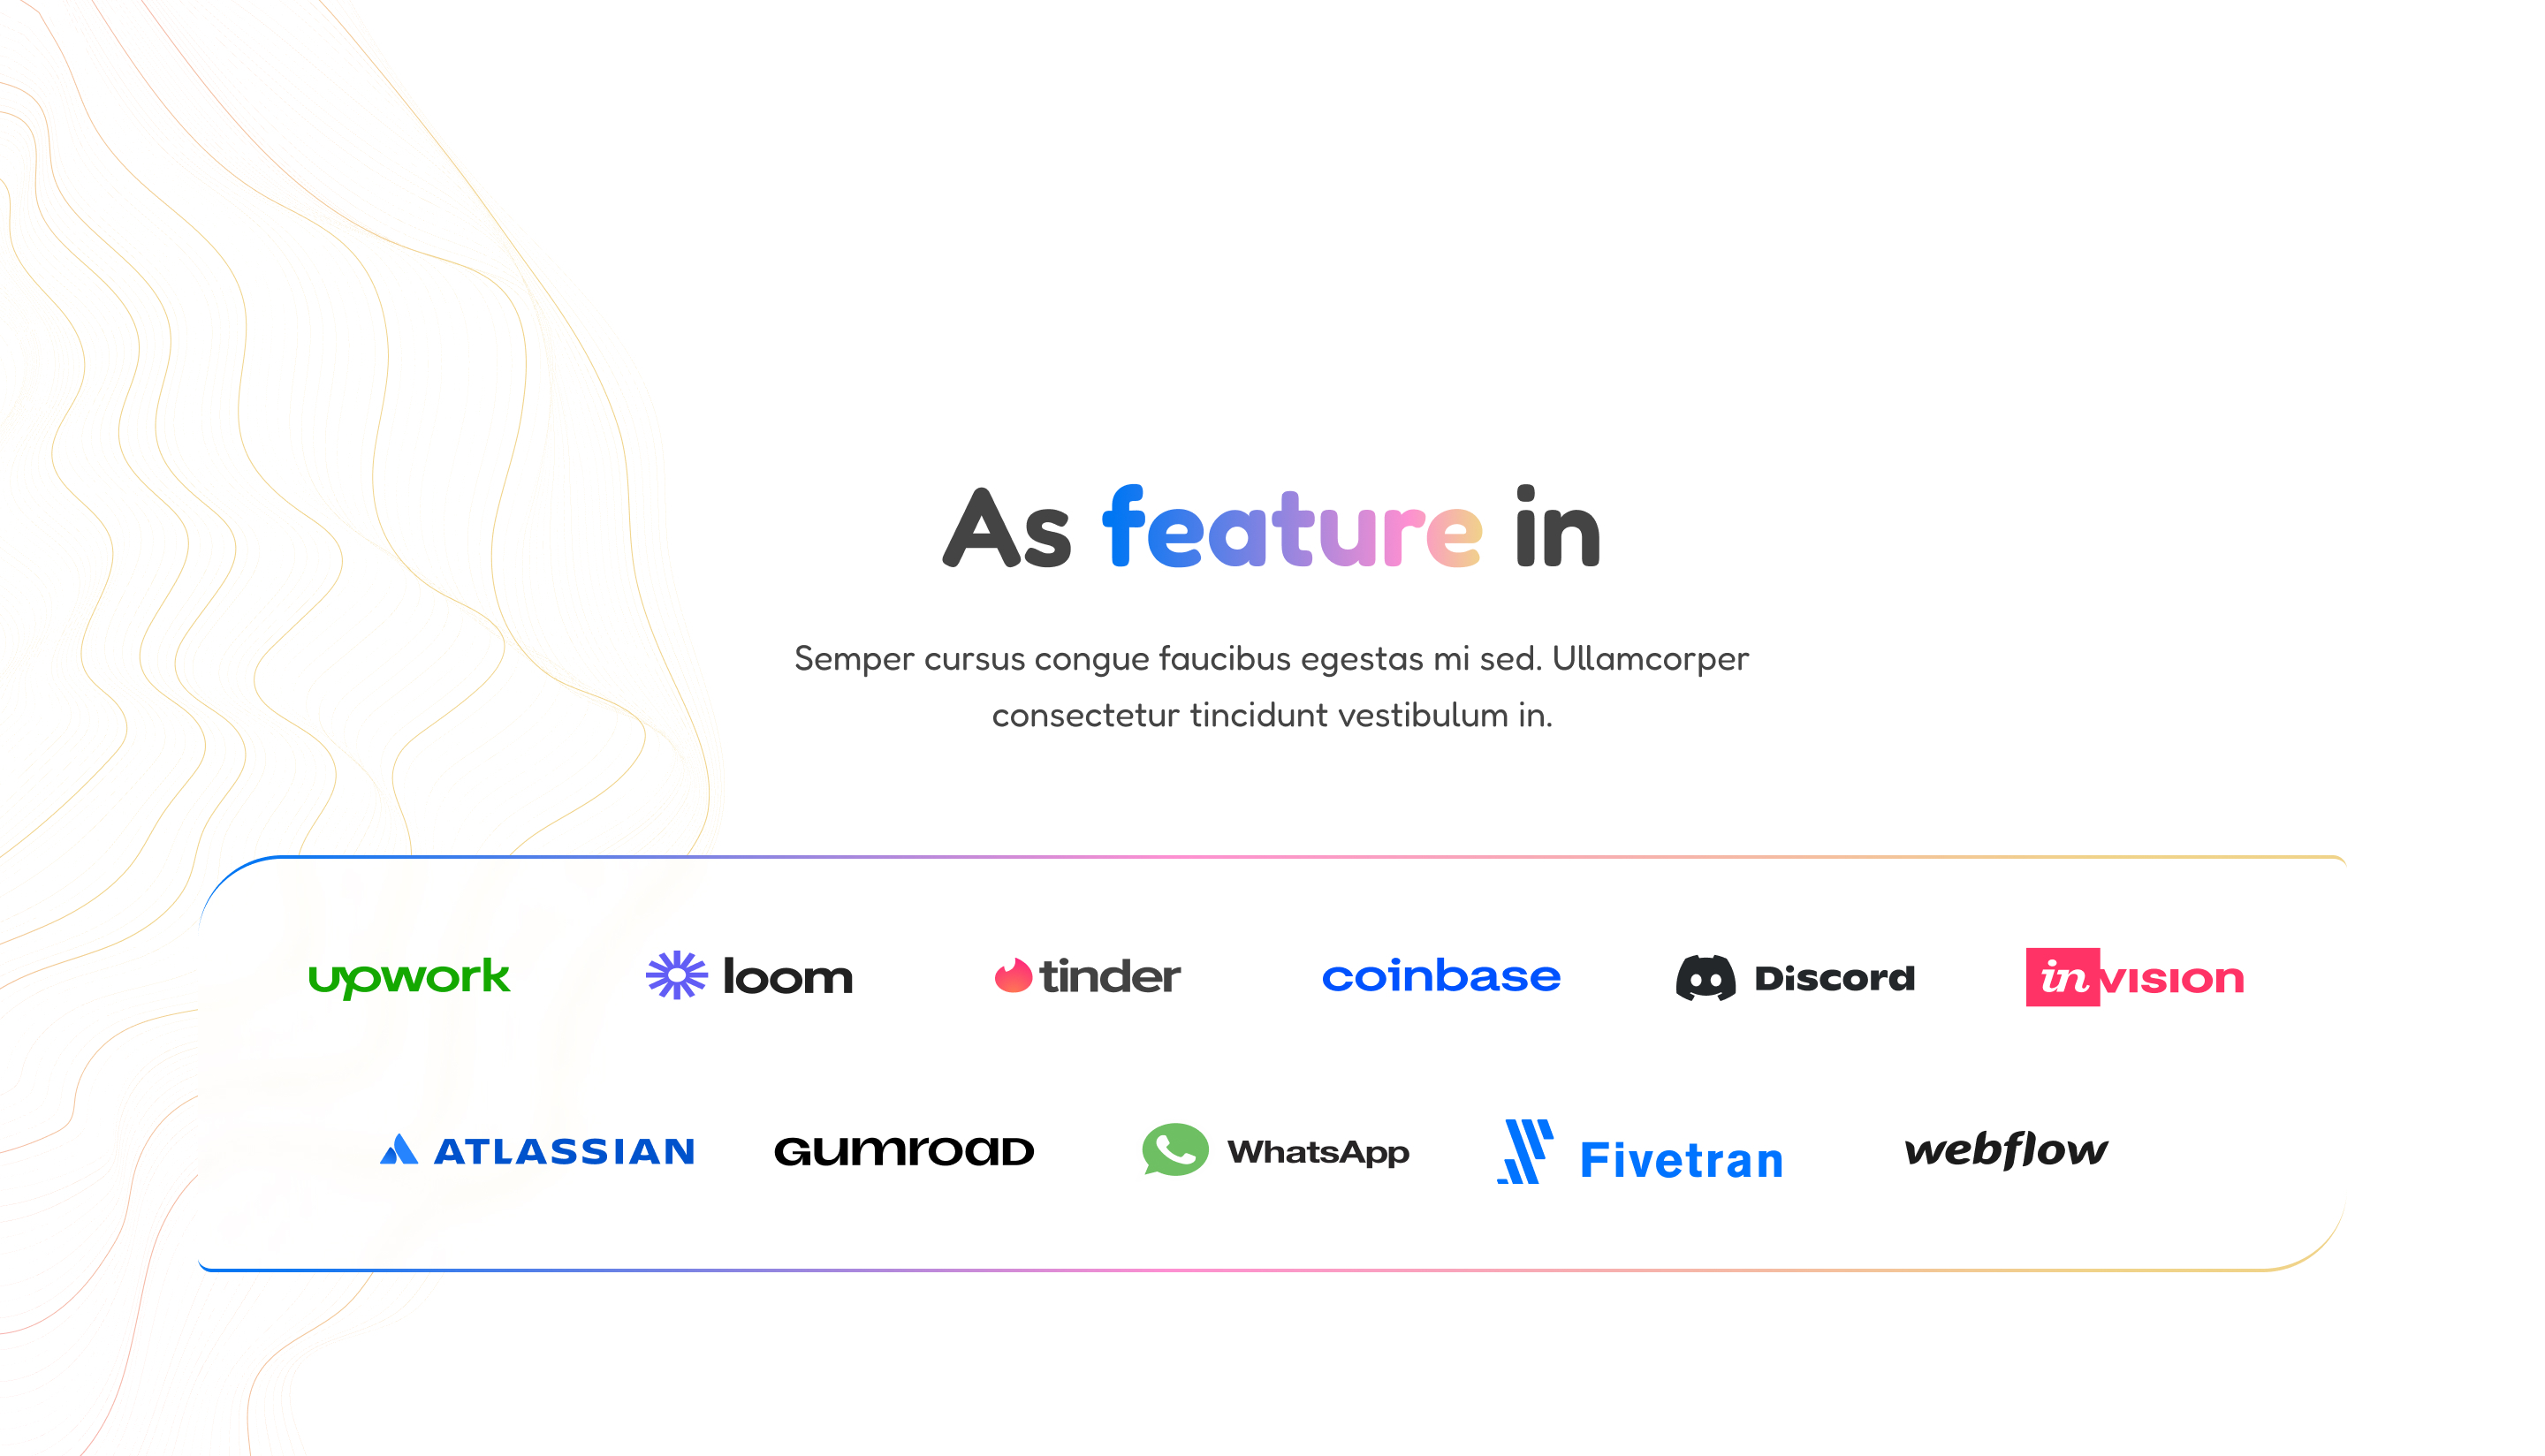 As feature in
Semper cursus congue faucibus egestas mi sed. Ullamcorper
consectetur tincidunt vestibulum in.
upwork loom tinder coinbase Discord invision
ATLASSIAN GUMROAD WhatsApp Fivetran webflow